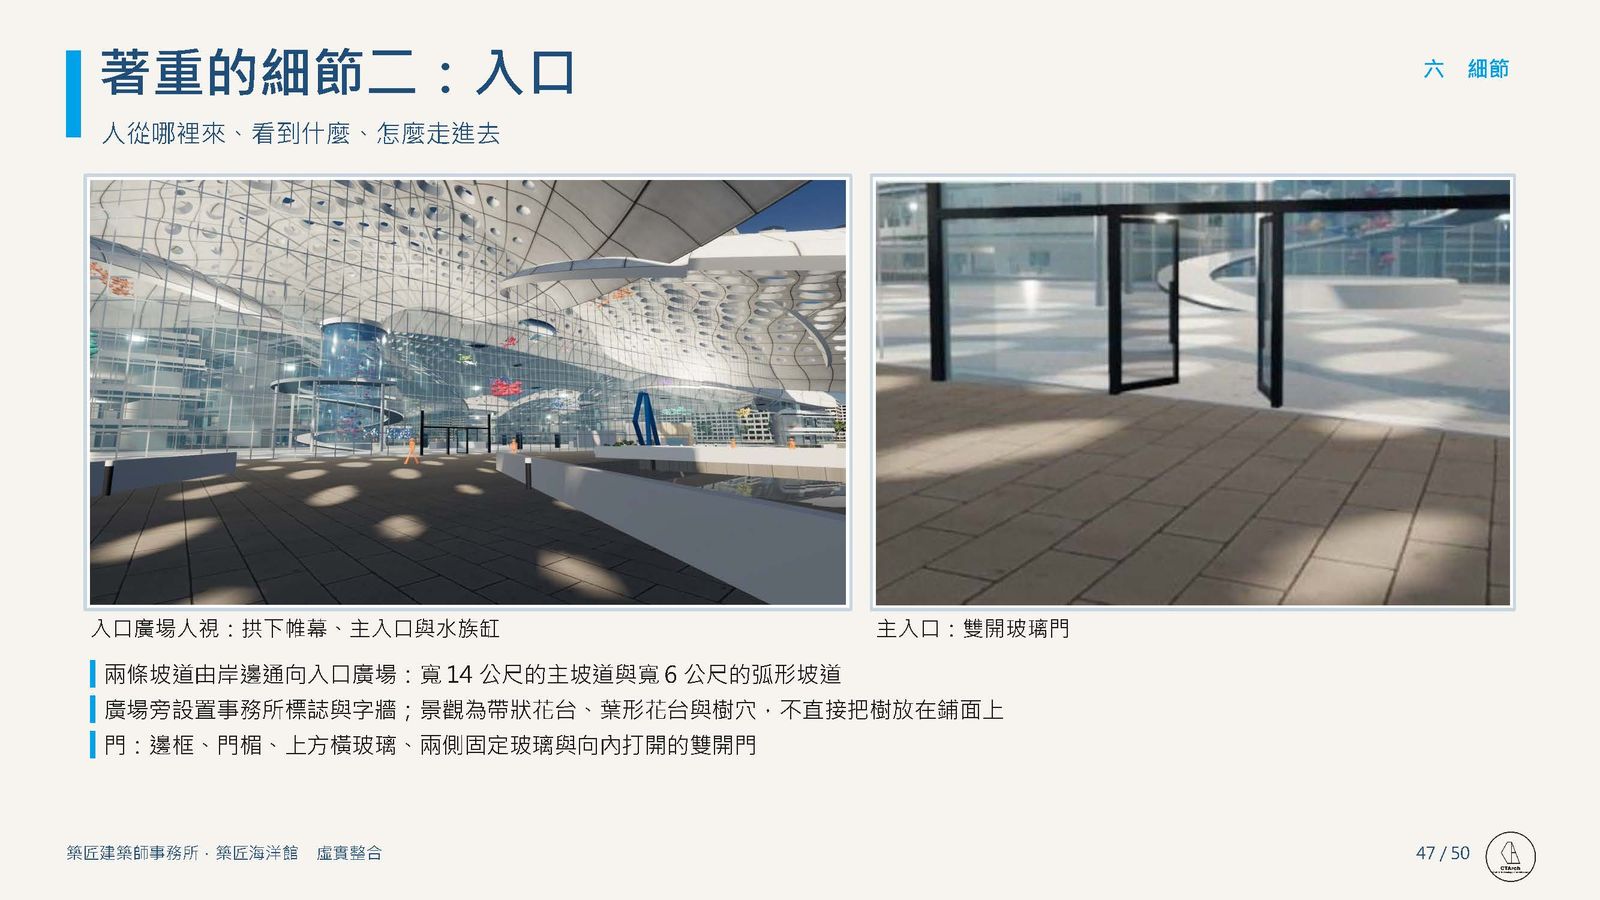 著重的細節二：入口
六　細節
人從哪裡來、看到什麼、怎麼走進去
入口廣場人視：拱下帷幕、主入口與水族缸
主入口：雙開玻璃門
兩條坡道由岸邊通向入口廣場：寬 14 公尺的主坡道與寬 6 公尺的弧形坡道
廣場旁設置事務所標誌與字牆；景觀為帶狀花台、葉形花台與樹穴，不直接把樹放在鋪面上
門：邊框、門楣、上方橫玻璃、兩側固定玻璃與向內打開的雙開門
築匠建築師事務所．築匠海洋館　虛實整合
47 / 50
CTArch